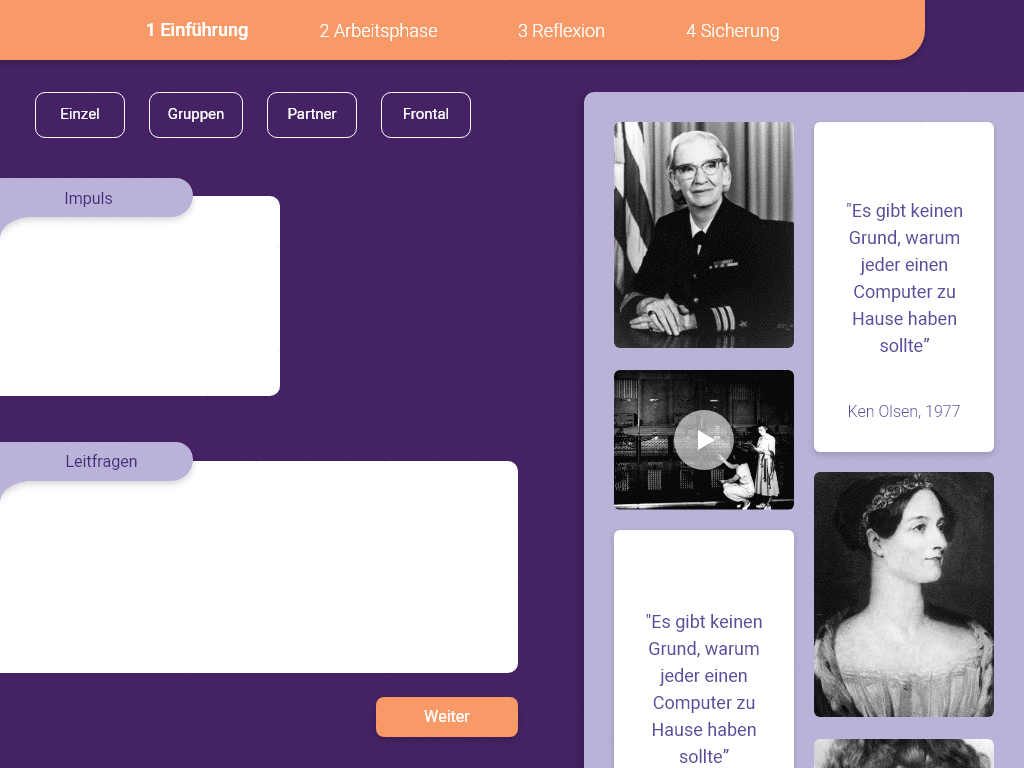 1 Einführung
2 Arbeitsphase
3 Reflexion
4 Sicherung
Einzel
Gruppen
Partner
Frontal
Impuls
Leitfragen
Weiter
"Es gibt keinen
Grund, warum
jeder einen
Computer zu
Hause haben
sollte”
Ken Olsen, 1977
"Es gibt keinen
Grund, warum
jeder einen
Computer zu
Hause haben
sollte”